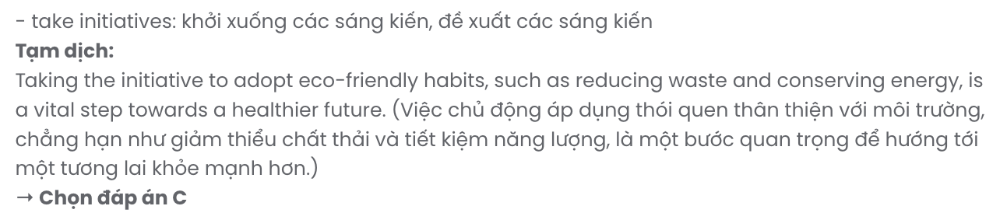 - take initiatives: khởi xuống các sáng kiến, đề xuất các sáng kiến
Tạm dịch:
Taking the initiative to adopt eco-friendly habits, such as reducing waste and conserving energy, is
a vital step towards a healthier future. (Việc chủ động áp dụng thói quen thân thiện với môi trường,
chẳng hạn như giảm thiểu chất thải và tiết kiệm năng lượng, là một bước quan trọng để hướng tới
một tương lai khỏe mạnh hơn.)
→ Chọn đáp án C